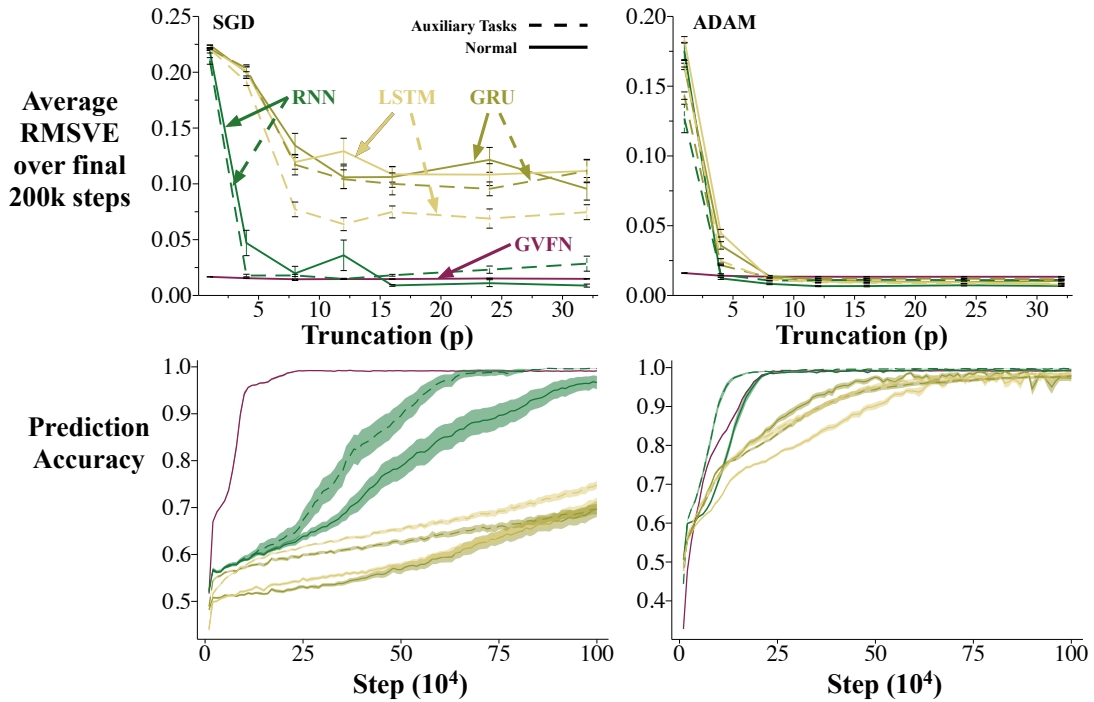 SGD
Auxiliary Tasks
Normal
ADAM
Average
RMSVE
over final
200k steps
0.25
0.20
0.15
0.10
0.05
0.00
RNN
LSTM
GRU
GVFN
5
10
15
20
25
30
Truncation (p)
0.20
0.15
0.10
0.05
0.00
5
10
15
20
25
30
Truncation (p)
Prediction
Accuracy
1.0
0.9
0.8
0.7
0.6
0.5
0
25
50
75
100
Step (10⁴)
1.0
0.9
0.8
0.7
0.6
0.5
0.4
0
25
50
75
100
Step (10⁴)